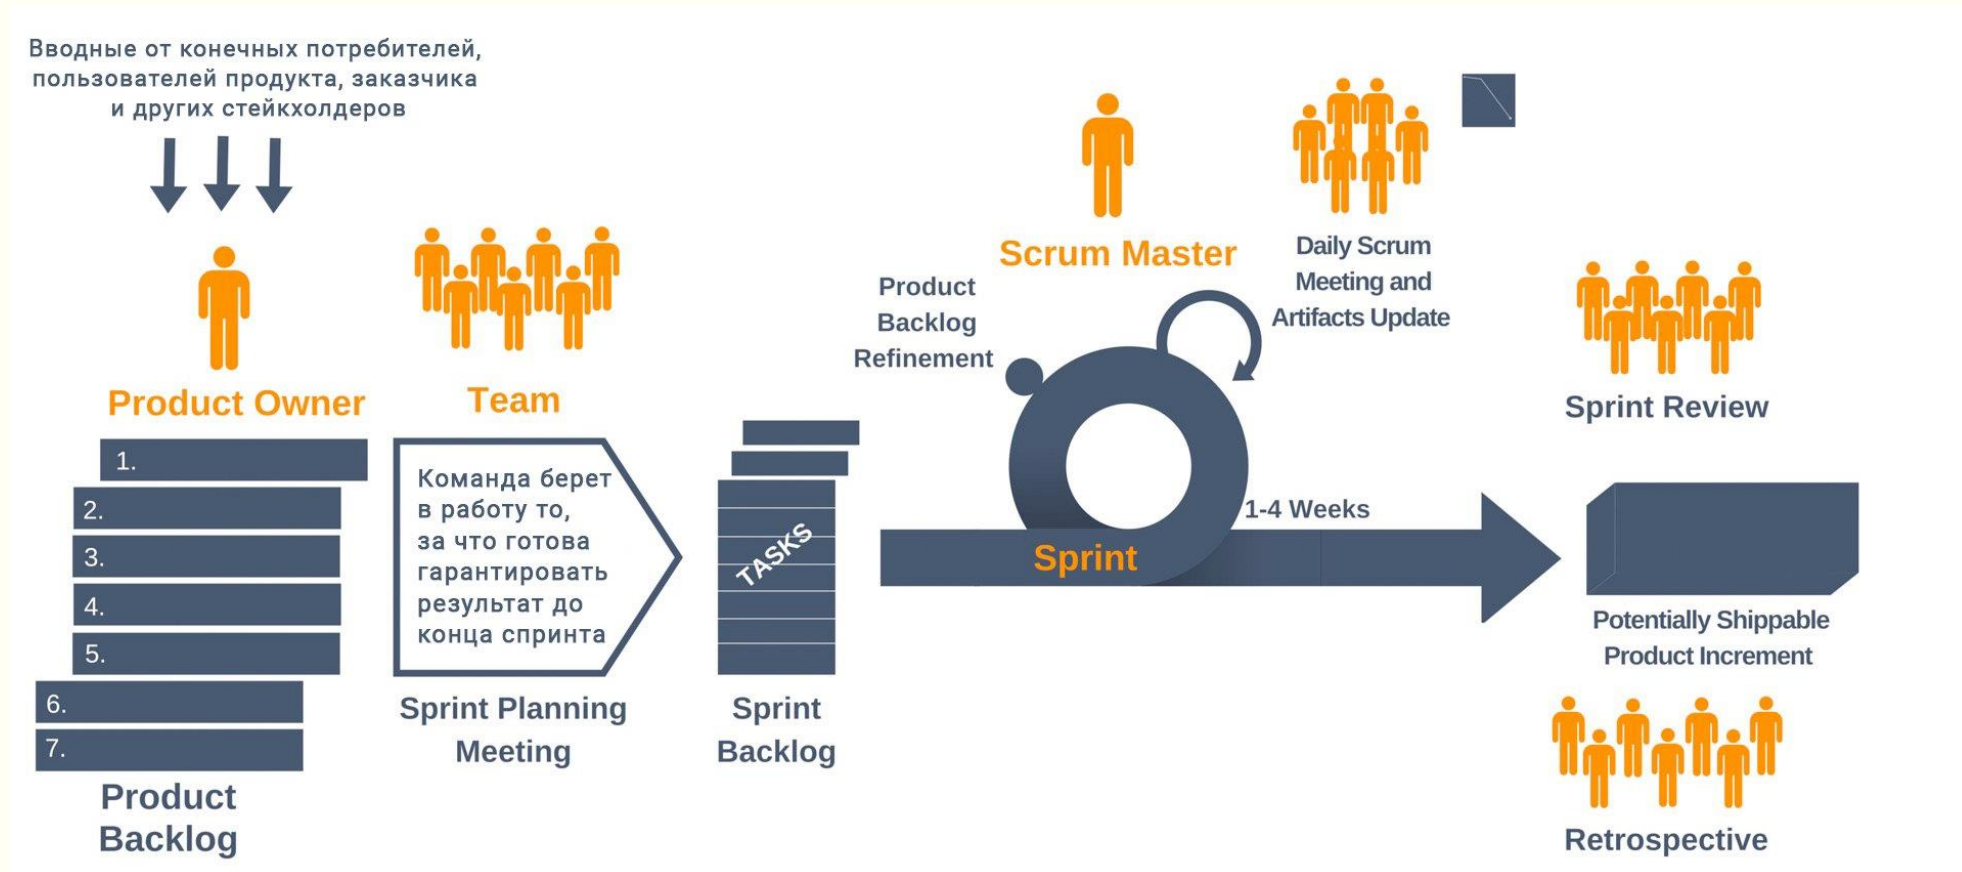 Вводные от конечных потребителей,
пользователей продукта, заказчика
и других стейкхолдеров
Product Owner
1.
2.
3.
4.
5.
6.
7.
Product
Backlog
Team
Команда берет
в работу то,
за что готова
гарантировать
результат до
конца спринта
Sprint Planning
Meeting
TASKS
Sprint
Backlog
Scrum Master
Product
Backlog
Refinement
Daily Scrum
Meeting and
Artifacts Update
1-4 Weeks
Sprint
Sprint Review
Potentially Shippable
Product Increment
Retrospective